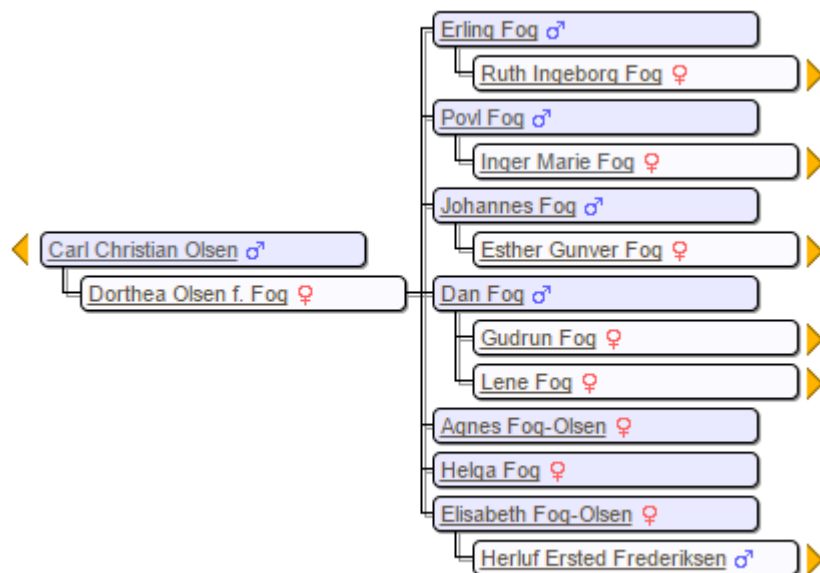 Erling Fog ♂
Ruth Ingeborg Fog ♀
Povl Fog ♂
Inger Marie Fog ♀
Johannes Fog ♂
Carl Christian Olsen ♂
Esther Gunver Fog ♀
Dorthea Olsen f. Fog ♀
Dan Fog ♂
Gudrun Fog ♀
Lene Fog ♀
Agnes Fog-Olsen ♀
Helga Fog ♀
Elisabeth Fog-Olsen ♀
Herluf Ersted Frederiksen ♂